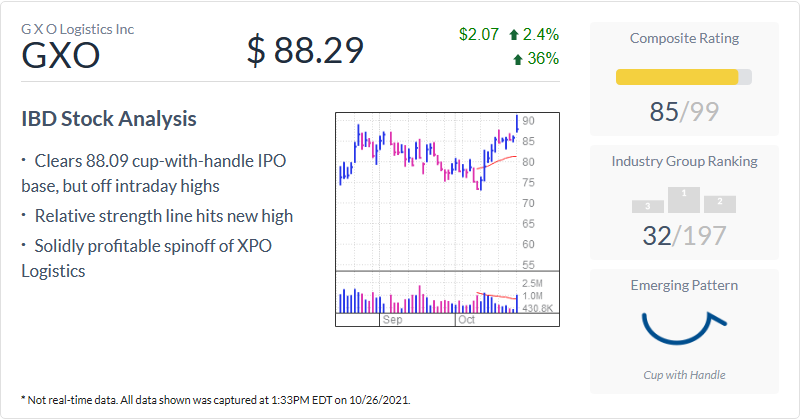 G X O Logistics Inc
GXO
$ 88.29
$2.07 2.4%
36%
IBD Stock Analysis
· Clears 88.09 cup-with-handle IPO
base, but off intraday highs
· Relative strength line hits new high
· Solidly profitable spinoff of XPO
Logistics
90
85
80
75
70
65
60
55
2.5M
1.0M
430.8K
Sep
Oct
Composite Rating
85/99
Industry Group Ranking
3
1
2
32/197
Emerging Pattern
Cup with Handle
* Not real-time data. All data shown was captured at 1:33PM EDT on 10/26/2021.